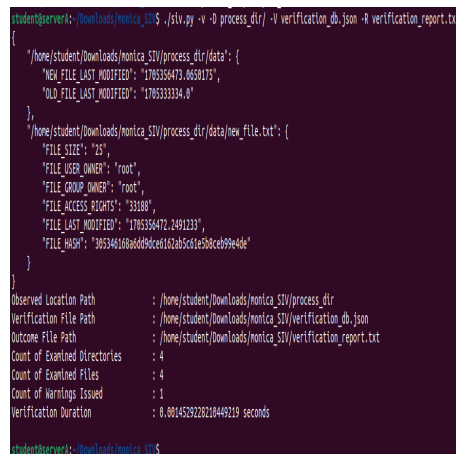 student@serverA:~/Downloads/monica_SIV$ ./siv.py -v -D process_dir/ -V verification_db.json -R verification_report.tx
{
"/home/student/Downloads/monica_SIV/process_dir/data": {
"NEW_FILE_LAST_MODIFIED": "1705356473.0650175",
"OLD_FILE_LAST_MODIFIED": "1705333334.0"
},
"/home/student/Downloads/monica_SIV/process_dir/data/new_file.txt": {
"FILE_SIZE": "25",
"FILE_USER_OWNER": "root",
"FILE_GROUP_OWNER": "root",
"FILE_ACCESS_RIGHTS": "33188",
"FILE_LAST_MODIFIED": "1705356472.2491233",
"FILE_HASH": "305346168a6dd9dce6162ab5c61e5b8ceb99e4de"
}
}
Observed Location Path : /home/student/Downloads/monica_SIV/process_dir
Verification File Path : /home/student/Downloads/monica_SIV/verification_db.json
Outcome File Path : /home/student/Downloads/monica_SIV/verification_report.txt
Count of Examined Directories : 4
Count of Examined Files : 4
Count of Warnings Issued : 1
Verification Duration : 0.0014529228210449219 seconds
student@serverA:~/Downloads/monica_SIV$